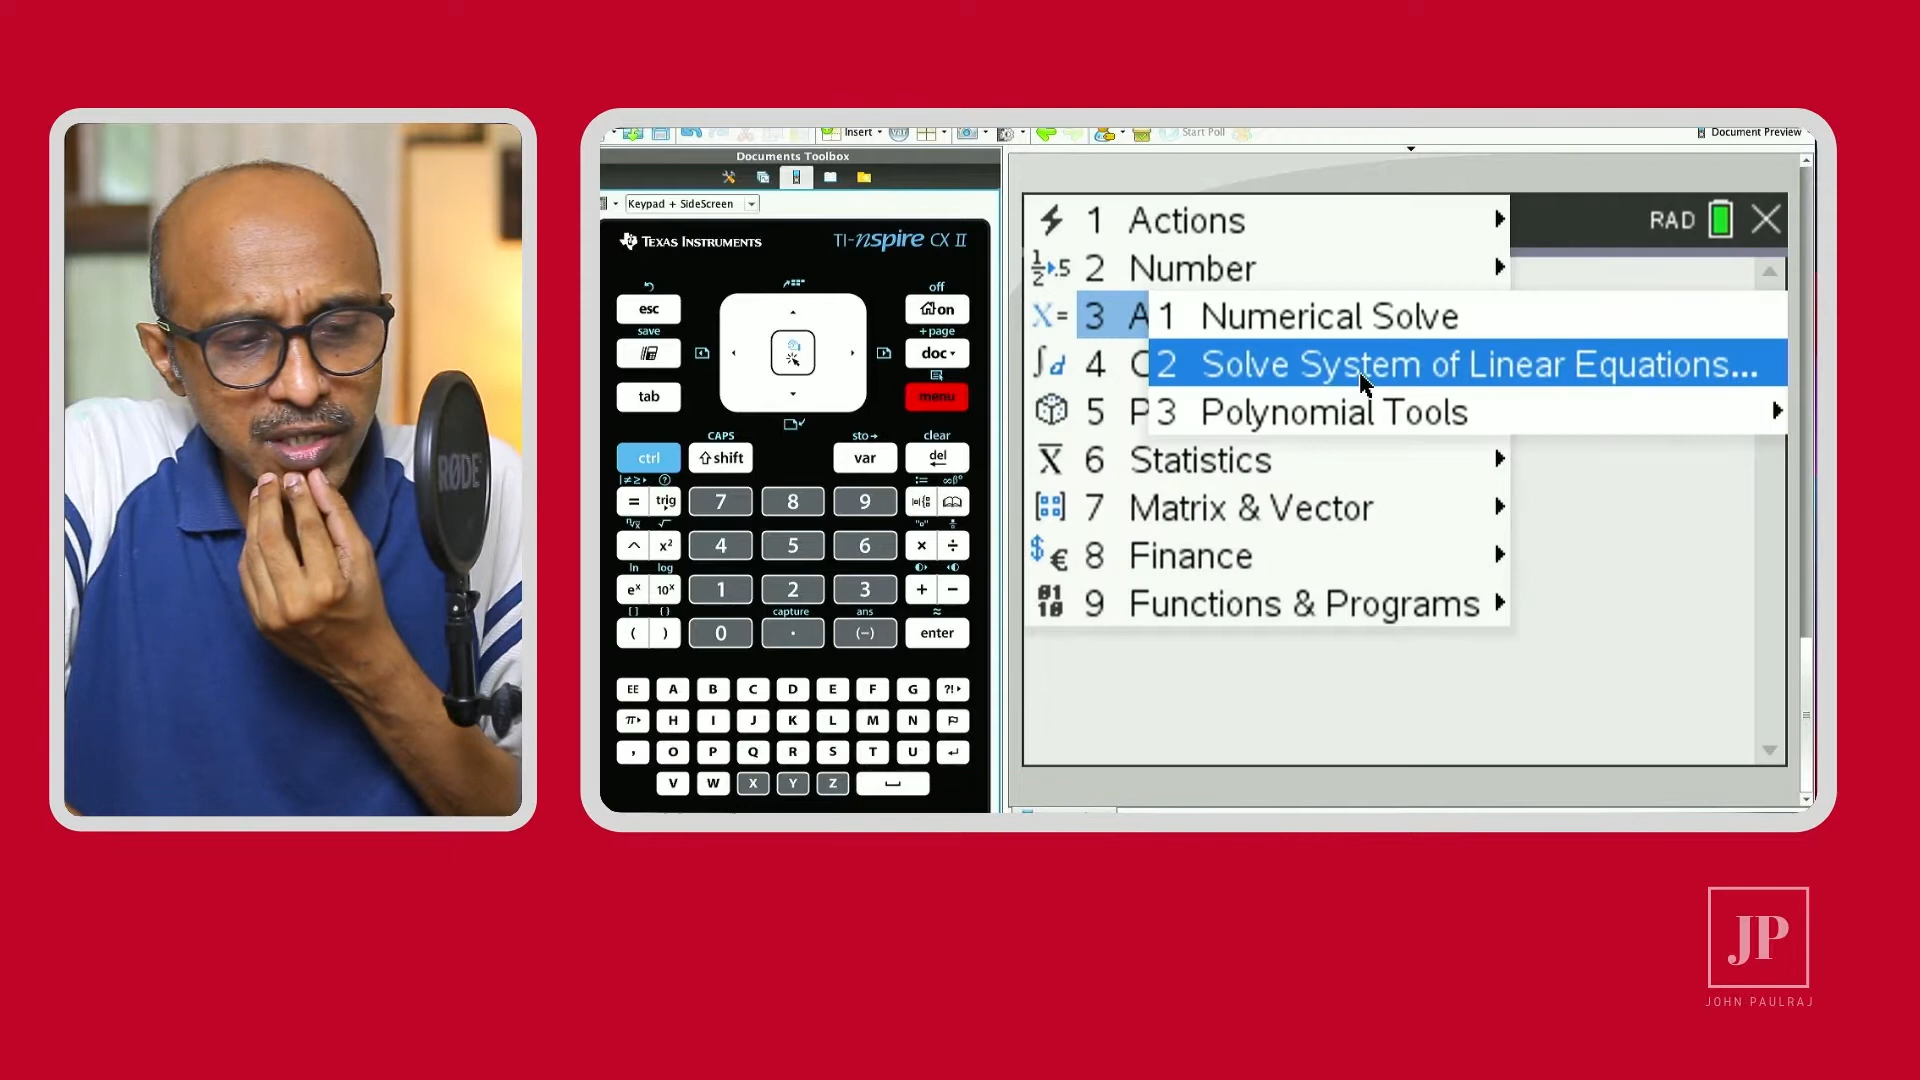 Insert
Start Poll
Document Preview
Documents Toolbox
Keypad + SideScreen
TEXAS INSTRUMENTS TI-nspire CX II
off
esc
on
save
+page
doc
tab
menu
CAPS
sto→
clear
ctrl
shift
var
del
= trig 7 8 9
^ x² 4 5 6 × ÷
ln log
eˣ 10ˣ 1 2 3 + −
[ ] { } capture ans ≈
( ) 0 . (−) enter
EE A B C D E F G ?!
π H I J K L M N
, O P Q R S T U
V W X Y Z
RAD
1 Actions
2 Number
3 A
1 Numerical Solve
4 C
2 Solve System of Linear Equations...
5 P
3 Polynomial Tools
6 Statistics
7 Matrix & Vector
8 Finance
9 Functions & Programs
RØDE
JP
JOHN PAULRAJ